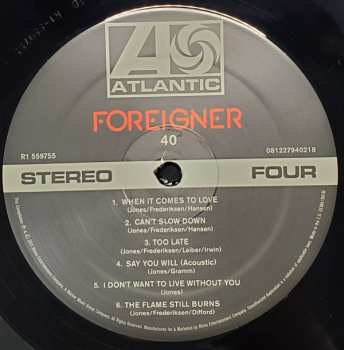 ATLANTIC
FOREIGNER
40
R1 559755
081227940218
STEREO
FOUR
1. WHEN IT COMES TO LOVE
(Jones/Frederiksen/Hansen)
2. CAN'T SLOW DOWN
(Jones/Frederiksen/Hansen)
3. TOO LATE
(Jones/Frederiksen/Leiber/Irwin)
4. SAY YOU WILL (Acoustic)
(Jones/Gramm)
5. I DON'T WANT TO LIVE WITHOUT YOU
(Jones)
6. THE FLAME STILL BURNS
(Jones/Frederiksen/Difford)